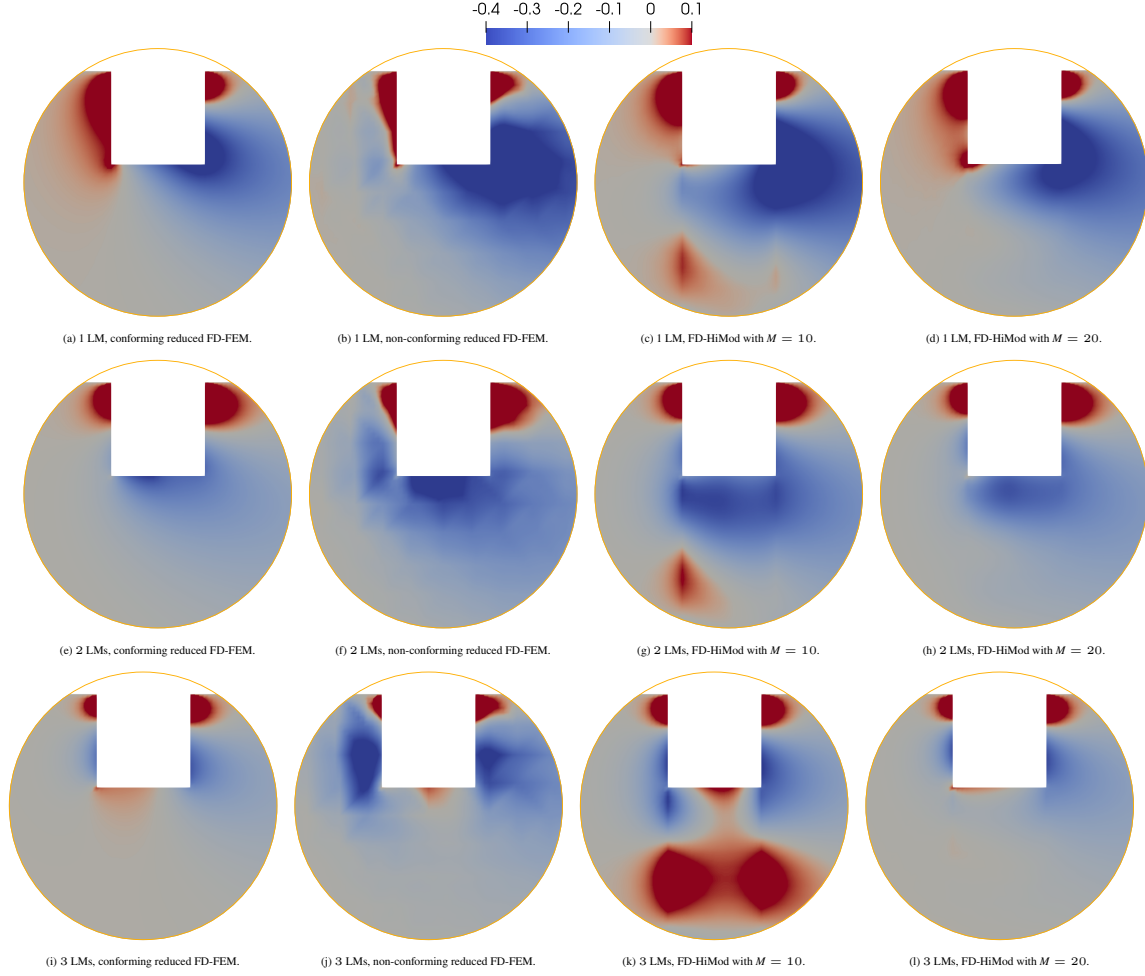 -0.4 -0.3 -0.2 -0.1 0 0.1
(a) 1 LM, conforming reduced FD-FEM. (b) 1 LM, non-conforming reduced FD-FEM. (c) 1 LM, FD-HiMod with M = 10. (d) 1 LM, FD-HiMod with M = 20.
(e) 2 LMs, conforming reduced FD-FEM. (f) 2 LMs, non-conforming reduced FD-FEM. (g) 2 LMs, FD-HiMod with M = 10. (h) 2 LMs, FD-HiMod with M = 20.
(i) 3 LMs, conforming reduced FD-FEM. (j) 3 LMs, non-conforming reduced FD-FEM. (k) 3 LMs, FD-HiMod with M = 10. (l) 3 LMs, FD-HiMod with M = 20.